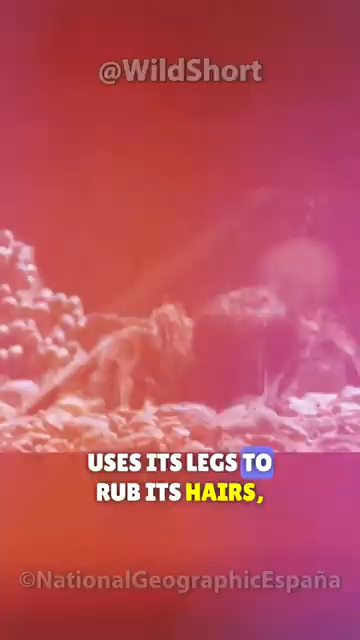 @WildShort
USES ITS LEGS TO
RUB ITS HAIRS,
©NationalGeographicEspaña